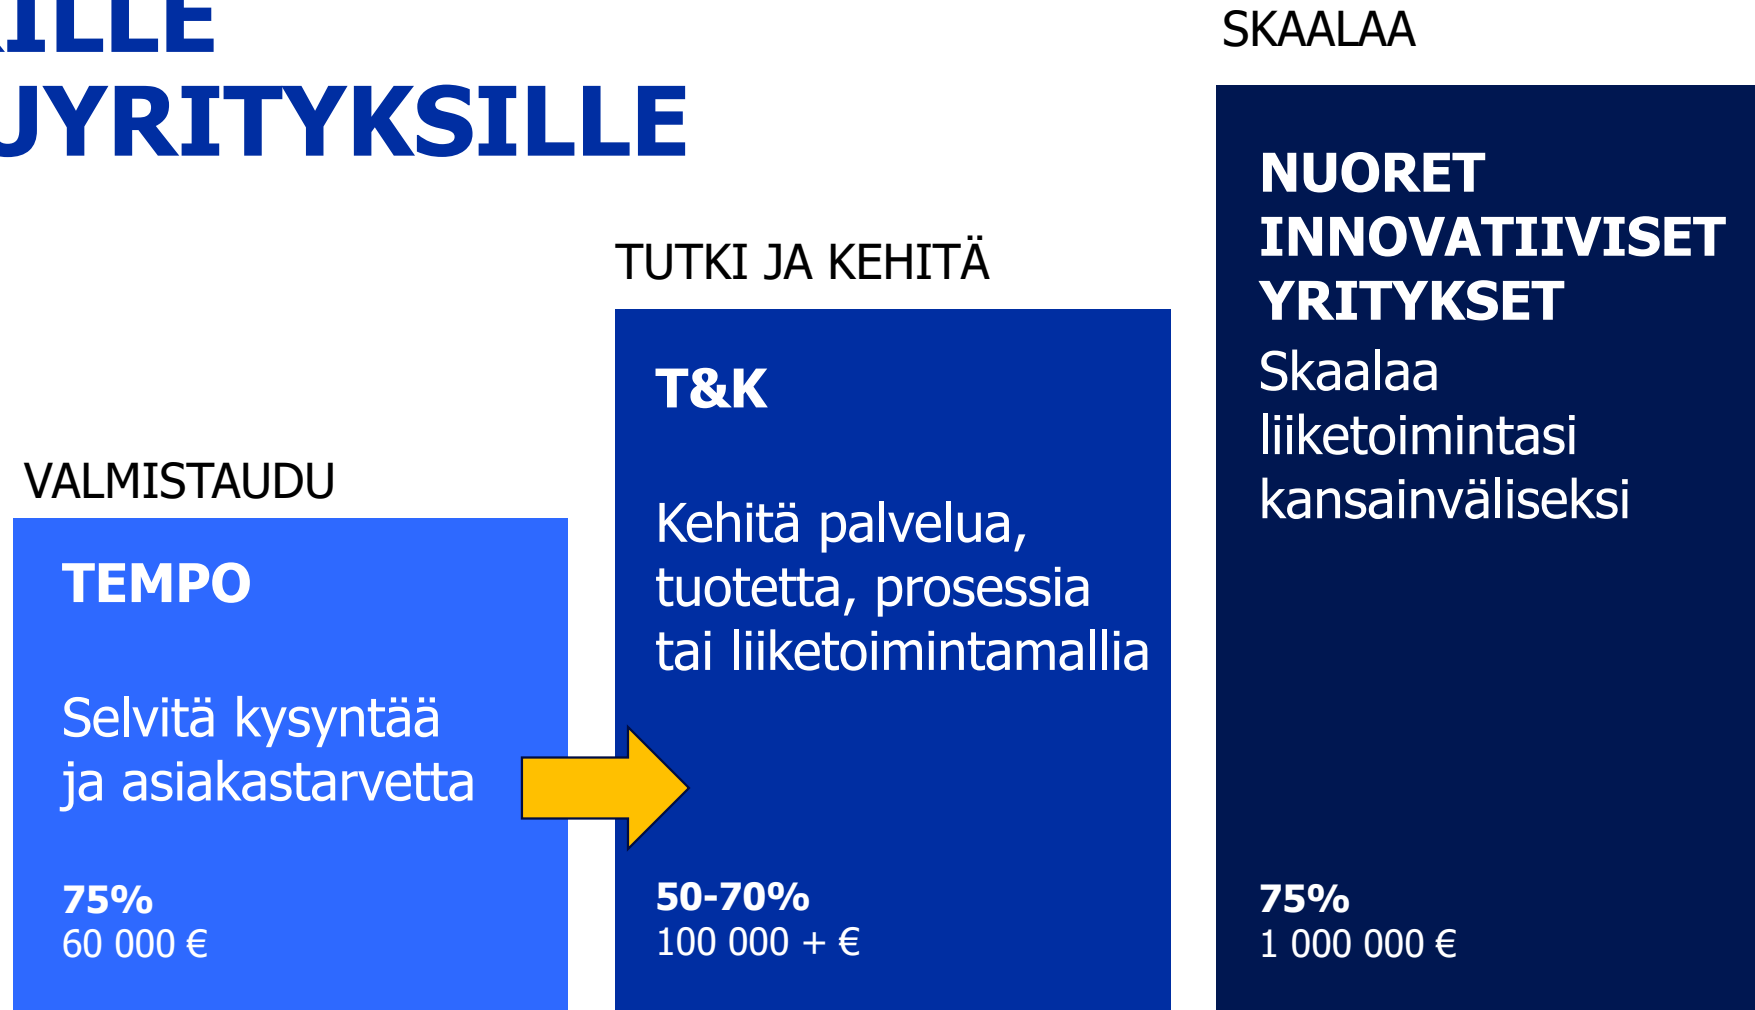 ILLE
UYRITYKSILLE
VALMISTAUDU
TEMPO
Selvitä kysyntää
ja asiakastarvetta
75%
60 000 €
TUTKI JA KEHITÄ
T&K
Kehitä palvelua,
tuotetta, prosessia
tai liiketoimintamallia
50-70%
100 000 + €
SKAALAA
NUORET
INNOVATIIVISET
YRITYKSET
Skaalaa
liiketoimintasi
kansainväliseksi
75%
1 000 000 €